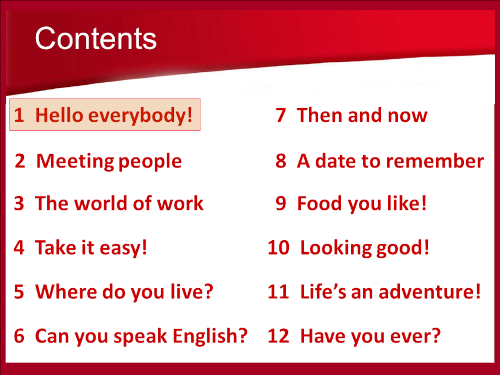 Contents
1 Hello everybody!
2 Meeting people
3 The world of work
4 Take it easy!
5 Where do you live?
6 Can you speak English?
7 Then and now
8 A date to remember
9 Food you like!
10 Looking good!
11 Life’s an adventure!
12 Have you ever?